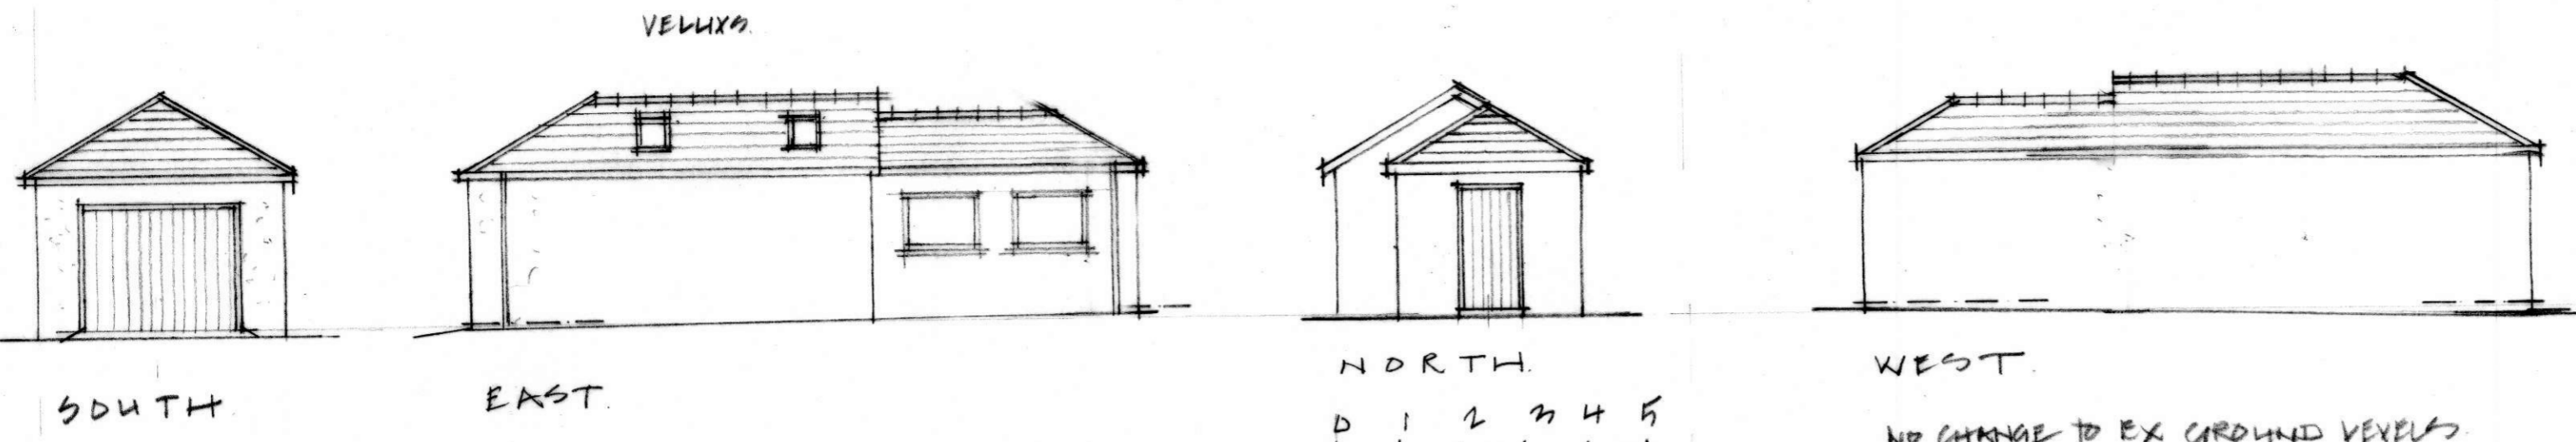 VELUXS.
SOUTH.
EAST.
NORTH.
WEST.
0 1 2 3 4 5
NO CHANGE TO EX GROUND LEVELS.